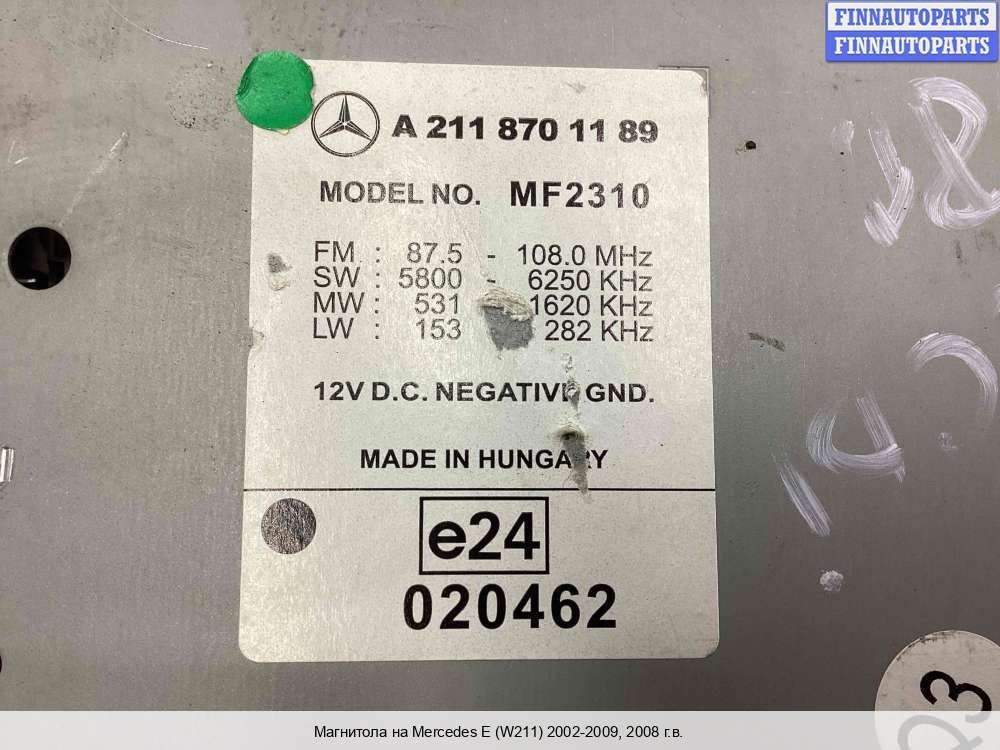 FINNAUTOPARTS
FINNAUTOPARTS
A 211 870 11 89
MODEL NO. MF2310
FM : 87.5 - 108.0 MHz
SW : 5800 - 6250 KHz
MW : 531 1620 KHz
LW : 153 282 KHz
12V D.C. NEGATIVE GND.
MADE IN HUNGARY
e24
020462
Магнитола на Mercedes E (W211) 2002-2009, 2008 г.в.